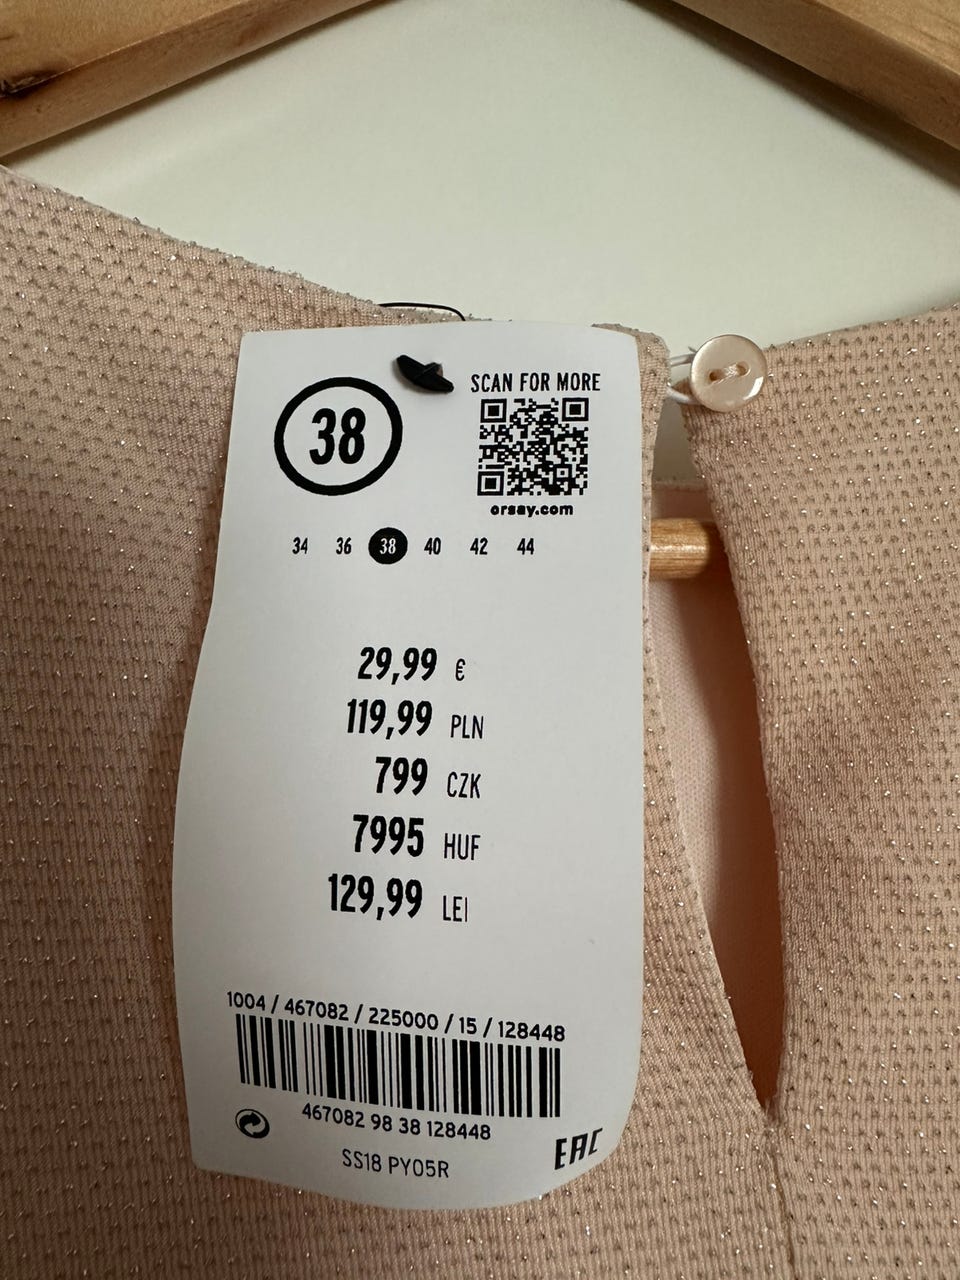 SCAN FOR MORE
38
orsay.com
34 36 38 40 42 44
29,99 €
119,99 PLN
799 CZK
7995 HUF
129,99 LEI
1004 / 467082 / 225000 / 15 / 128448
467082 98 38 128448
SS18 PY05R
EAC